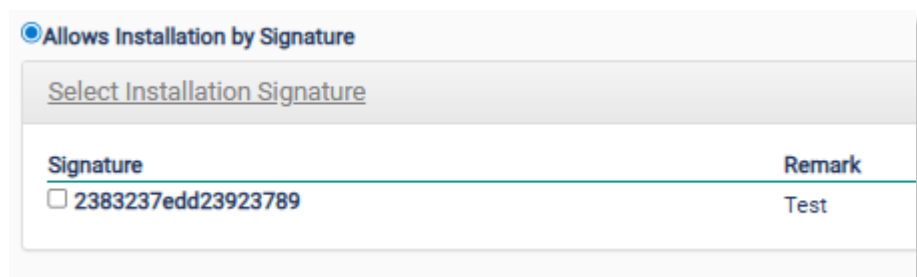 Allows Installation by Signature
Select Installation Signature
Signature Remark
2383237edd23923789 Test